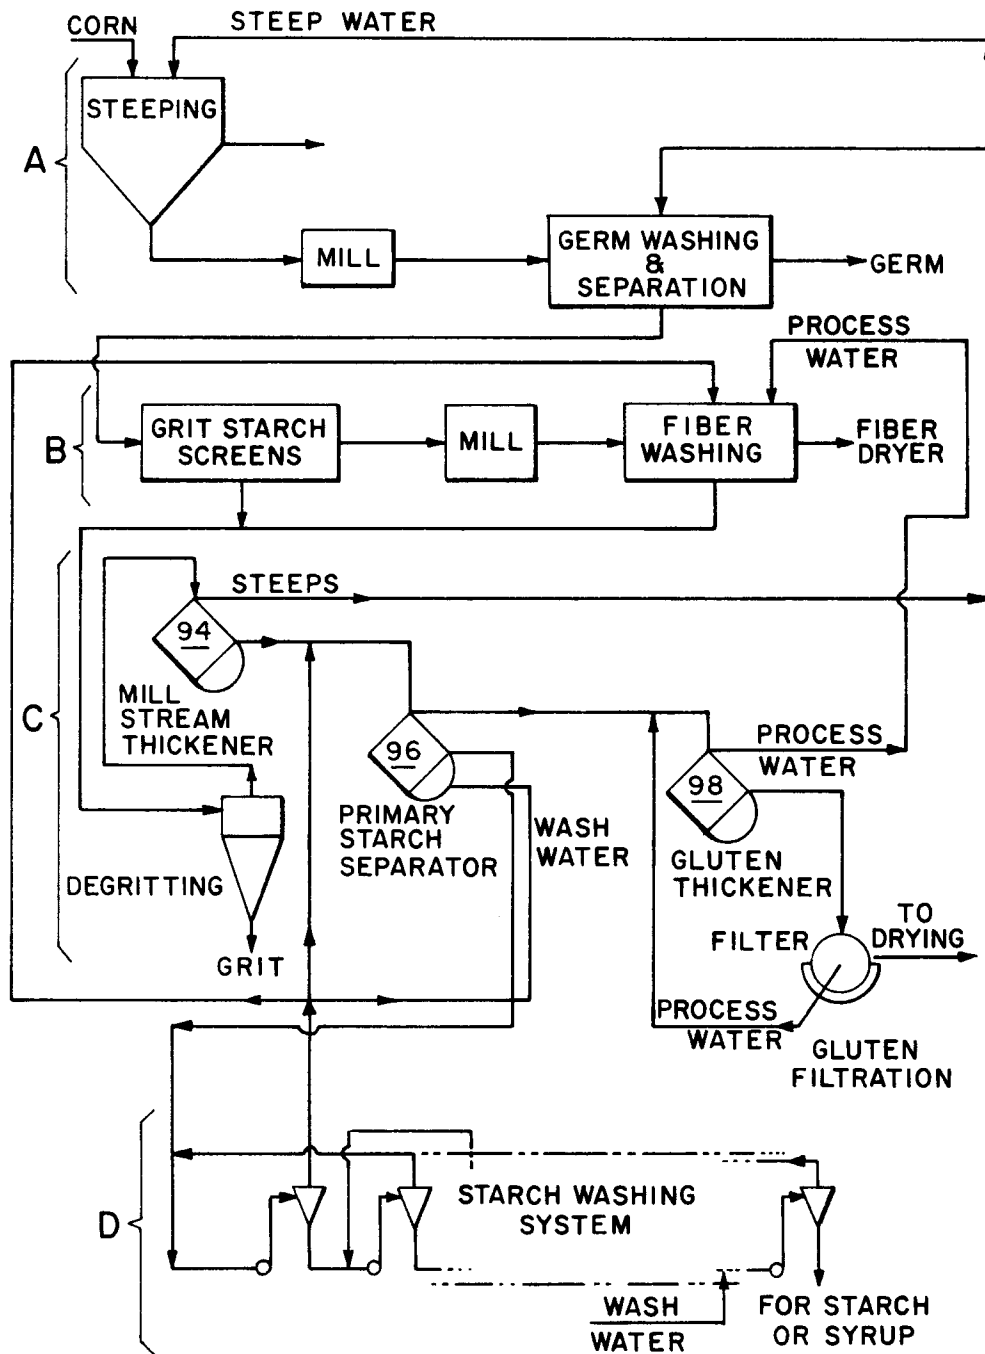 CORN
STEEP WATER
STEEPING
A
MILL
GERM WASHING
&
SEPARATION
GERM
PROCESS
WATER
B
GRIT STARCH
SCREENS
MILL
FIBER
WASHING
FIBER
DRYER
C
STEEPS
94
MILL
STREAM
THICKENER
96
PRIMARY
STARCH
SEPARATOR
PROCESS
WATER
98
GLUTEN
THICKENER
WASH
WATER
DEGRITTING
GRIT
FILTER
TO
DRYING
PROCESS
WATER
GLUTEN
FILTRATION
D
STARCH WASHING
SYSTEM
WASH
WATER
FOR STARCH
OR SYRUP